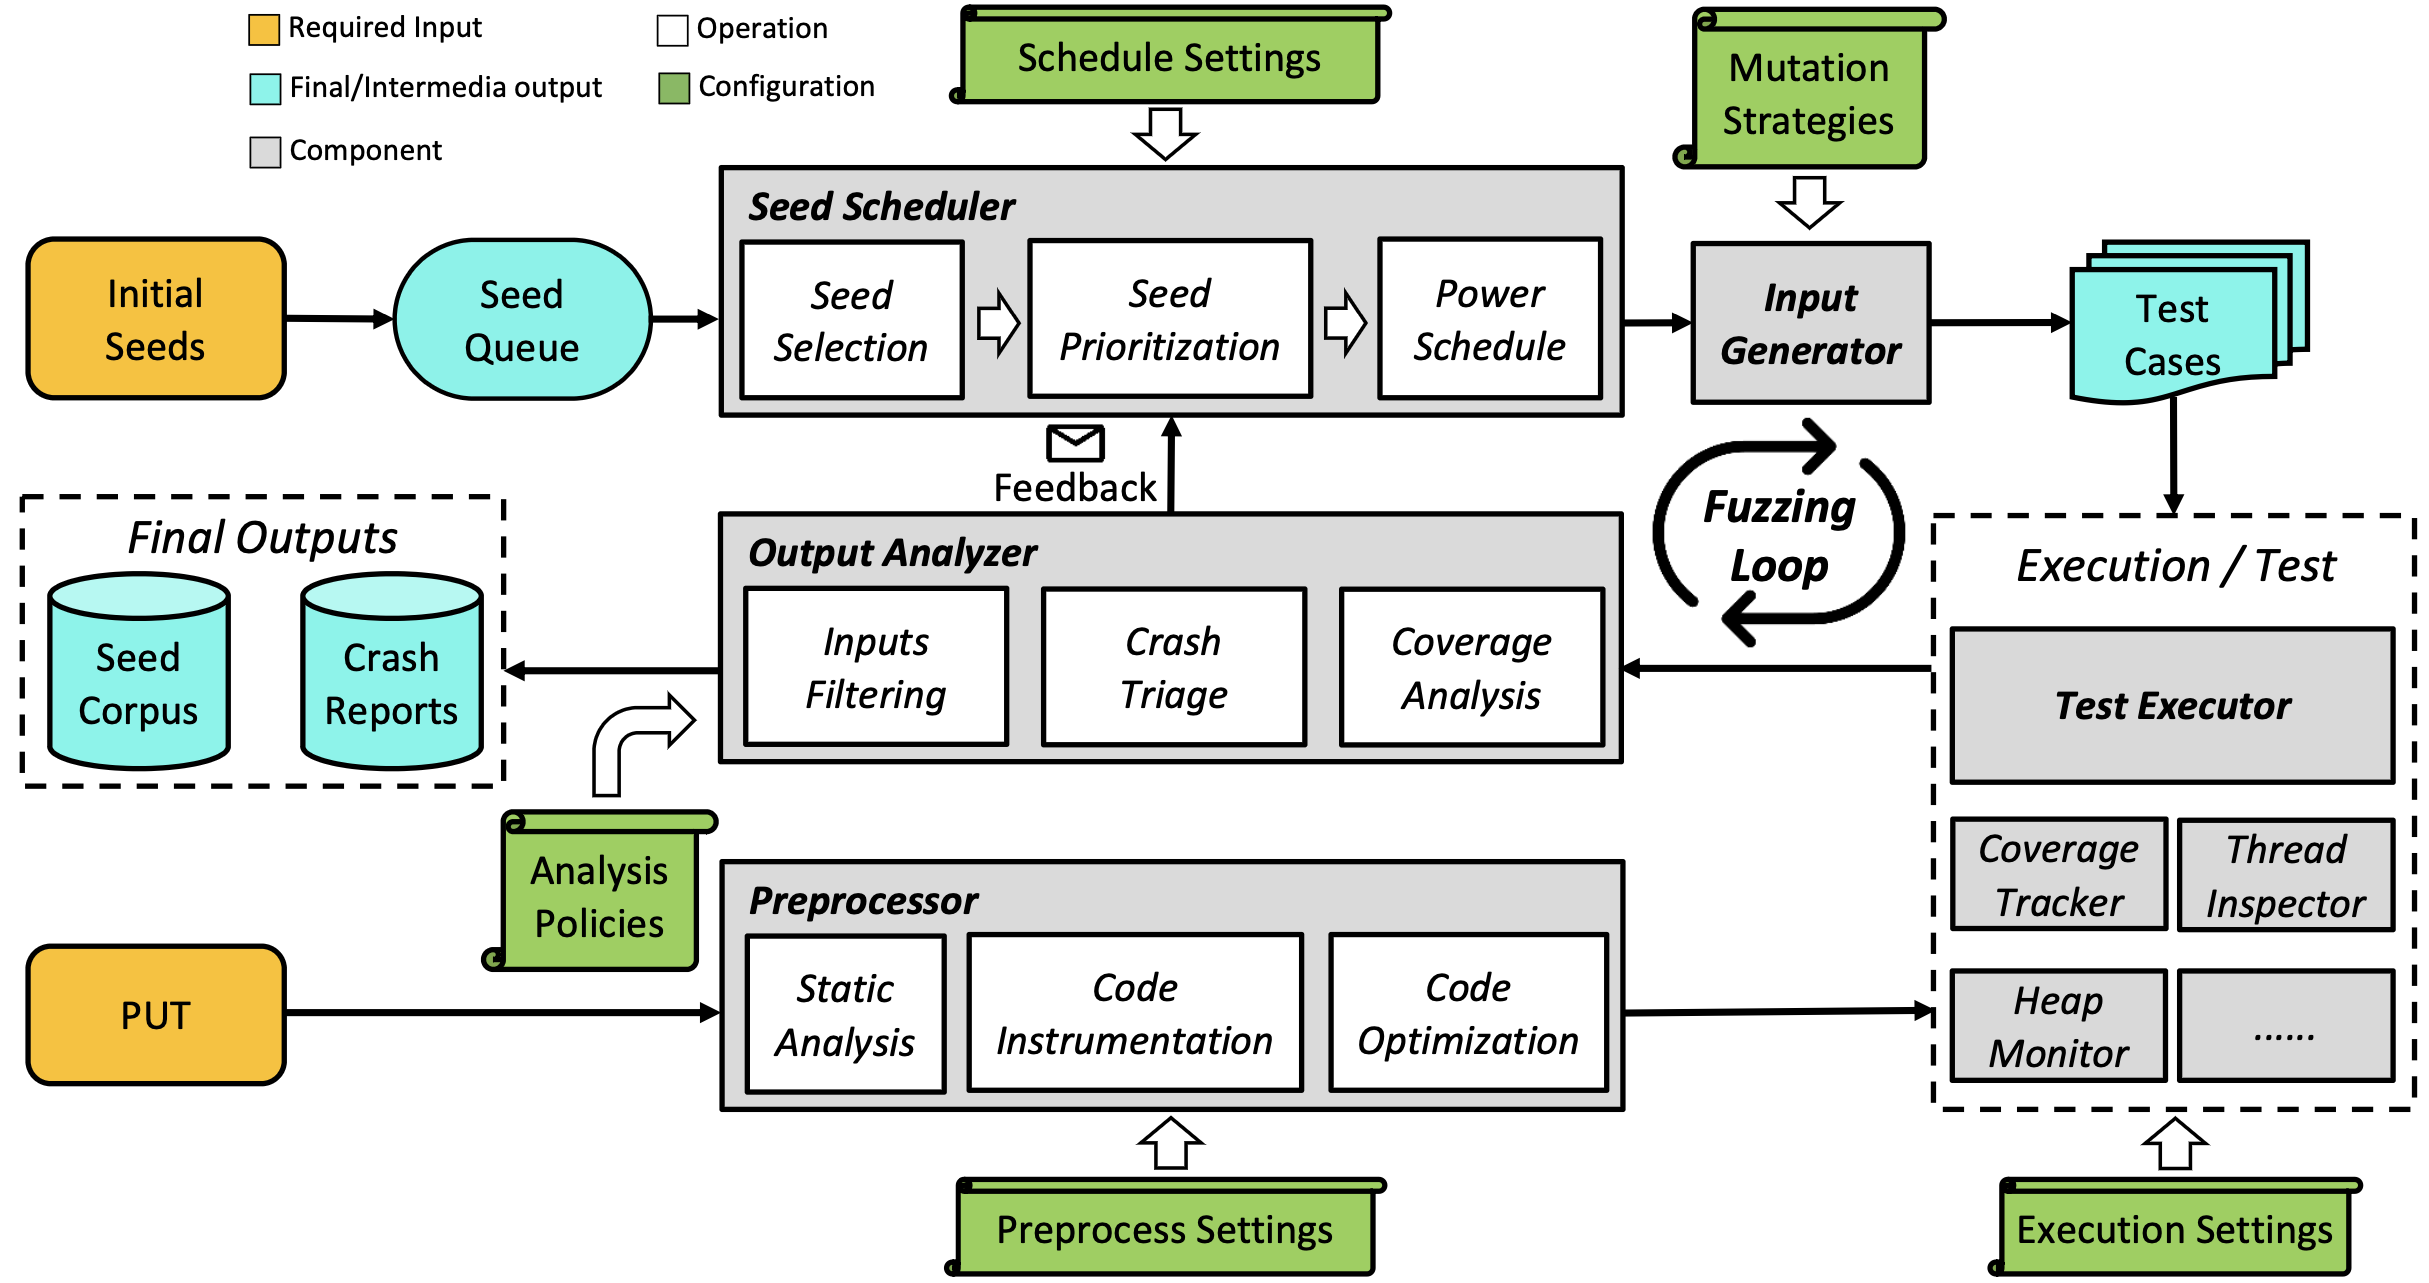 Required Input
Operation
Final/Intermedia output
Configuration
Component
Schedule Settings
Mutation
Strategies
Seed Scheduler
Initial
Seeds
Seed
Queue
Seed
Selection
Seed
Prioritization
Power
Schedule
Input
Generator
Test
Cases
Feedback
Fuzzing
Loop
Final Outputs
Seed
Corpus
Crash
Reports
Output Analyzer
Inputs
Filtering
Crash
Triage
Coverage
Analysis
Execution / Test
Test Executor
Coverage
Tracker
Thread
Inspector
Heap
Monitor
......
Analysis
Policies
PUT
Preprocessor
Static
Analysis
Code
Instrumentation
Code
Optimization
Preprocess Settings
Execution Settings